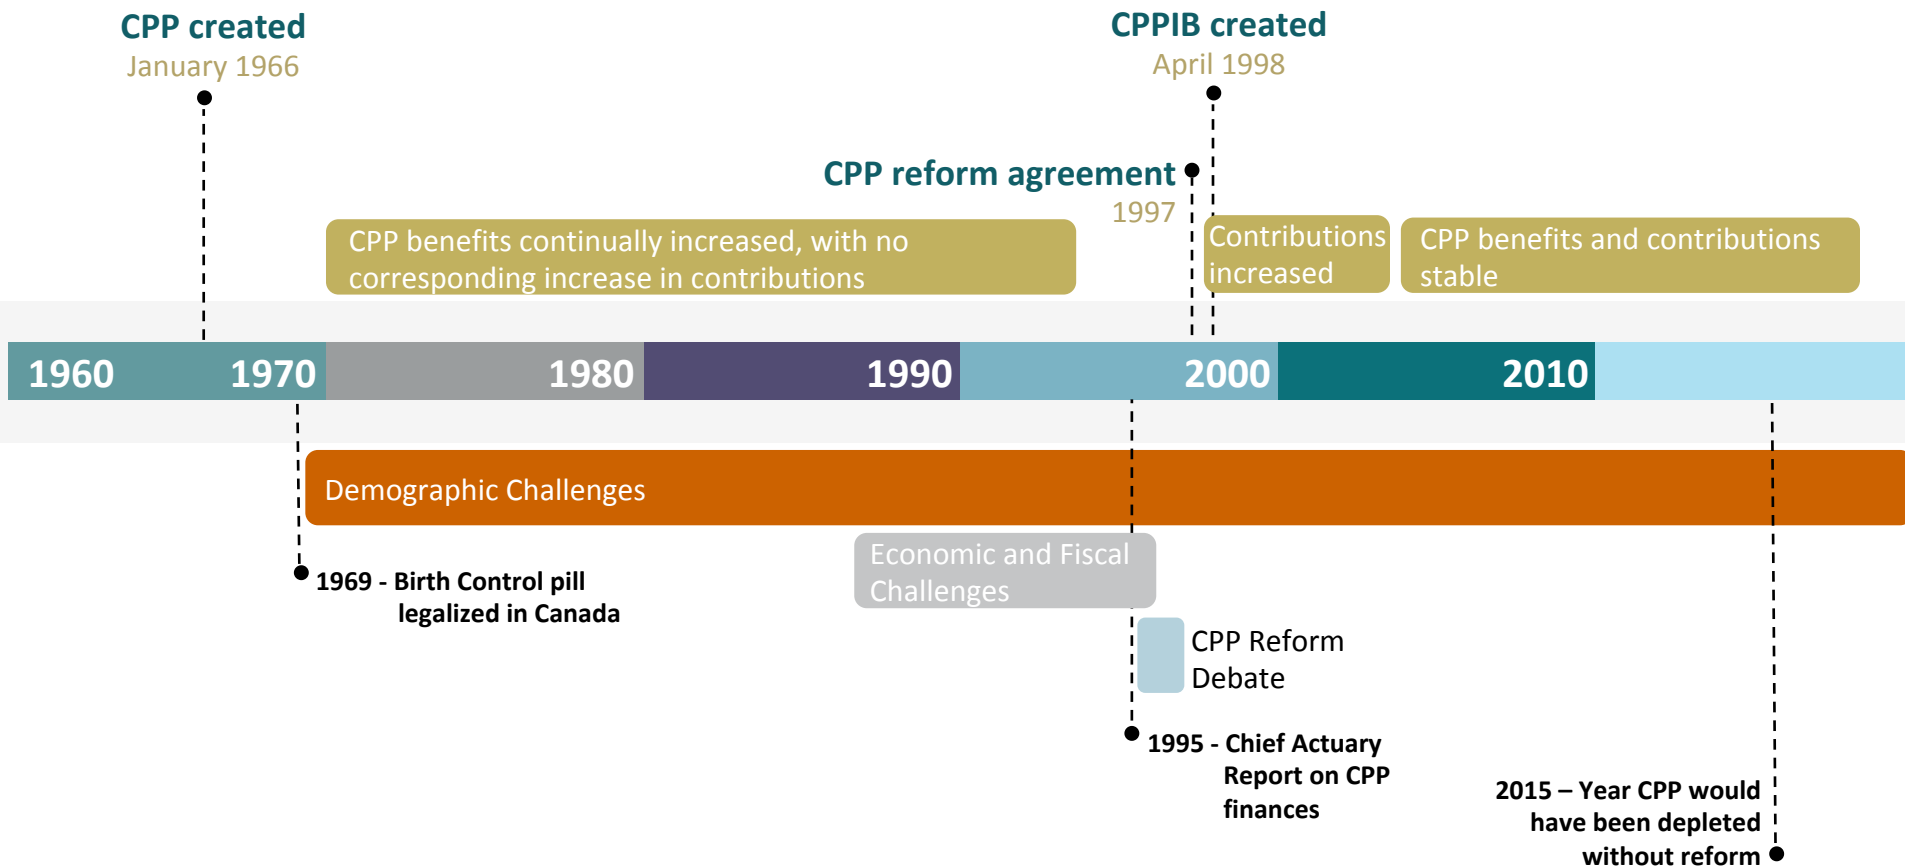 CPP created
January 1966
CPPIB created
April 1998
CPP reform agreement
1997
CPP benefits continually increased, with no
corresponding increase in contributions
Contributions
increased
CPP benefits and contributions
stable
1960 1970 1980 1990 2000 2010
Demographic Challenges
Economic and Fiscal
Challenges
1969 - Birth Control pill
legalized in Canada
CPP Reform
Debate
1995 - Chief Actuary
Report on CPP
finances
2015 – Year CPP would
have been depleted
without reform